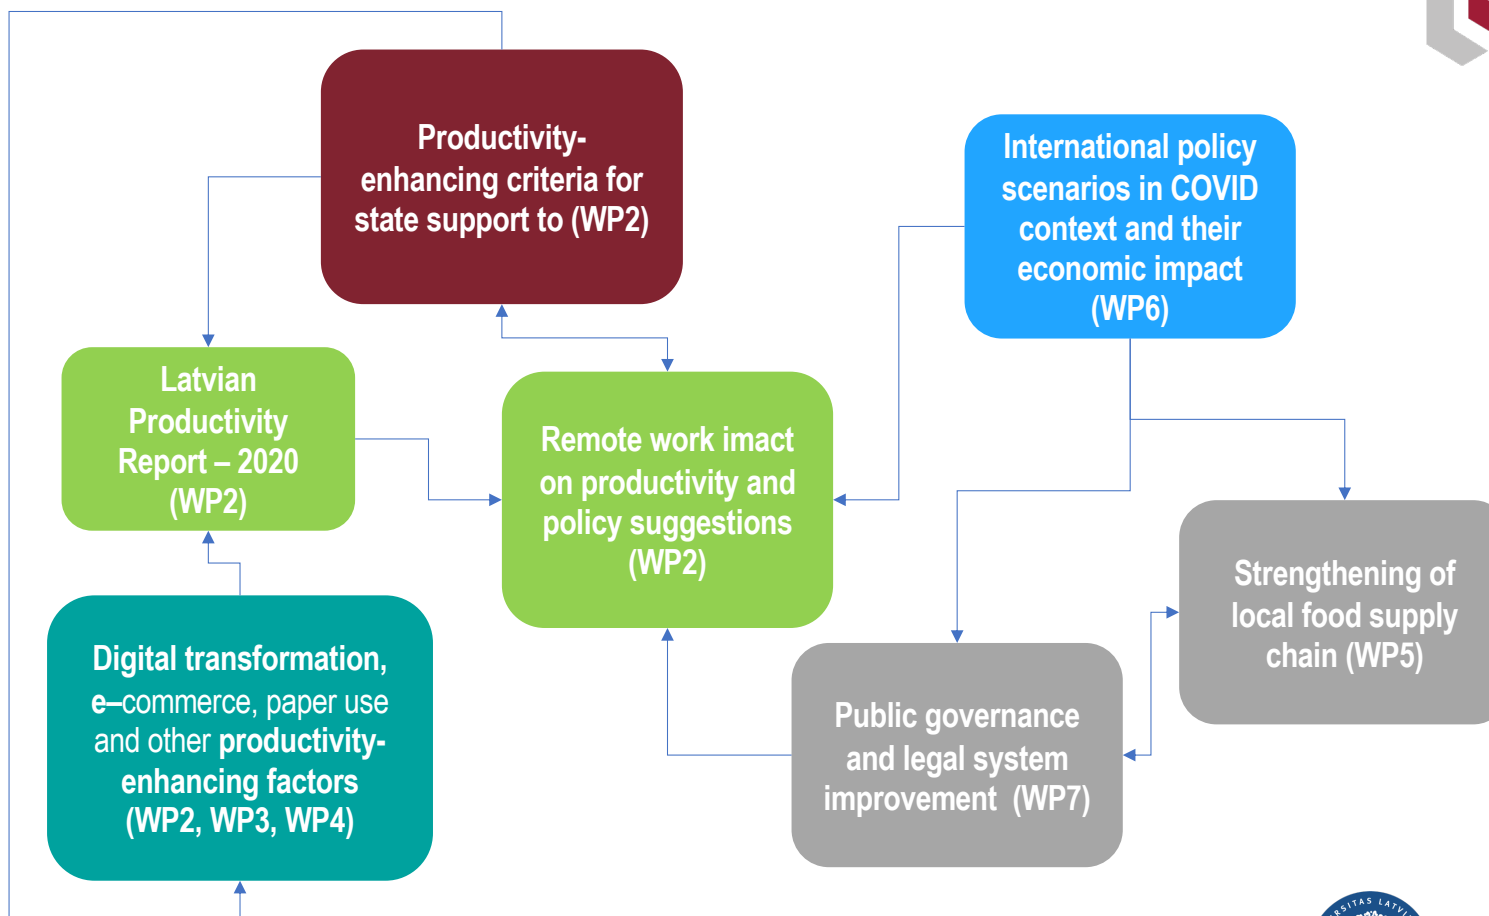 Productivity-
enhancing criteria for
state support to (WP2)
International policy
scenarios in COVID
context and their
economic impact
(WP6)
Latvian
Productivity
Report – 2020
(WP2)
Remote work imact
on productivity and
policy suggestions
(WP2)
Strengthening of
local food supply
chain (WP5)
Digital transformation,
e–commerce, paper use
and other productivity-
enhancing factors
(WP2, WP3, WP4)
Public governance
and legal system
improvement (WP7)